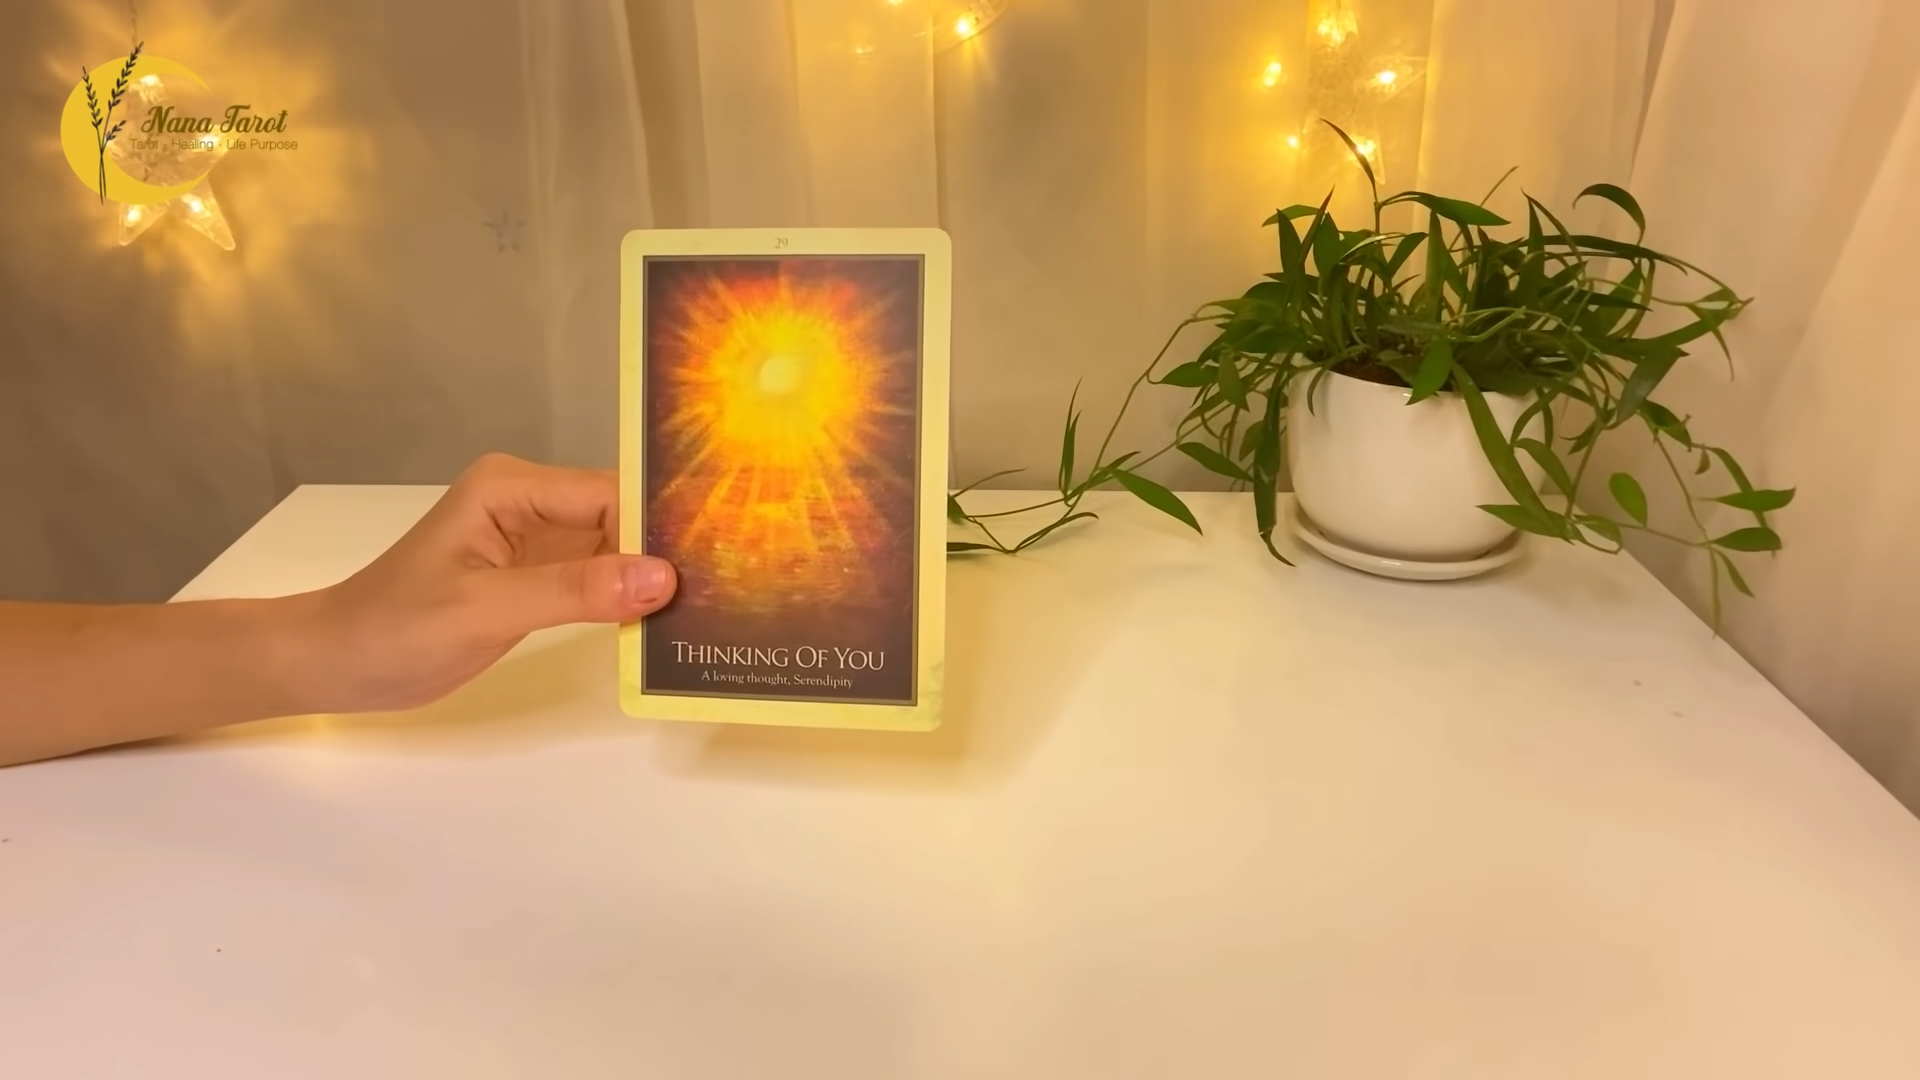 Nana Tarot
Tarot - Healing - Life Purpose
29
THINKING OF YOU
A loving thought, Serendipity